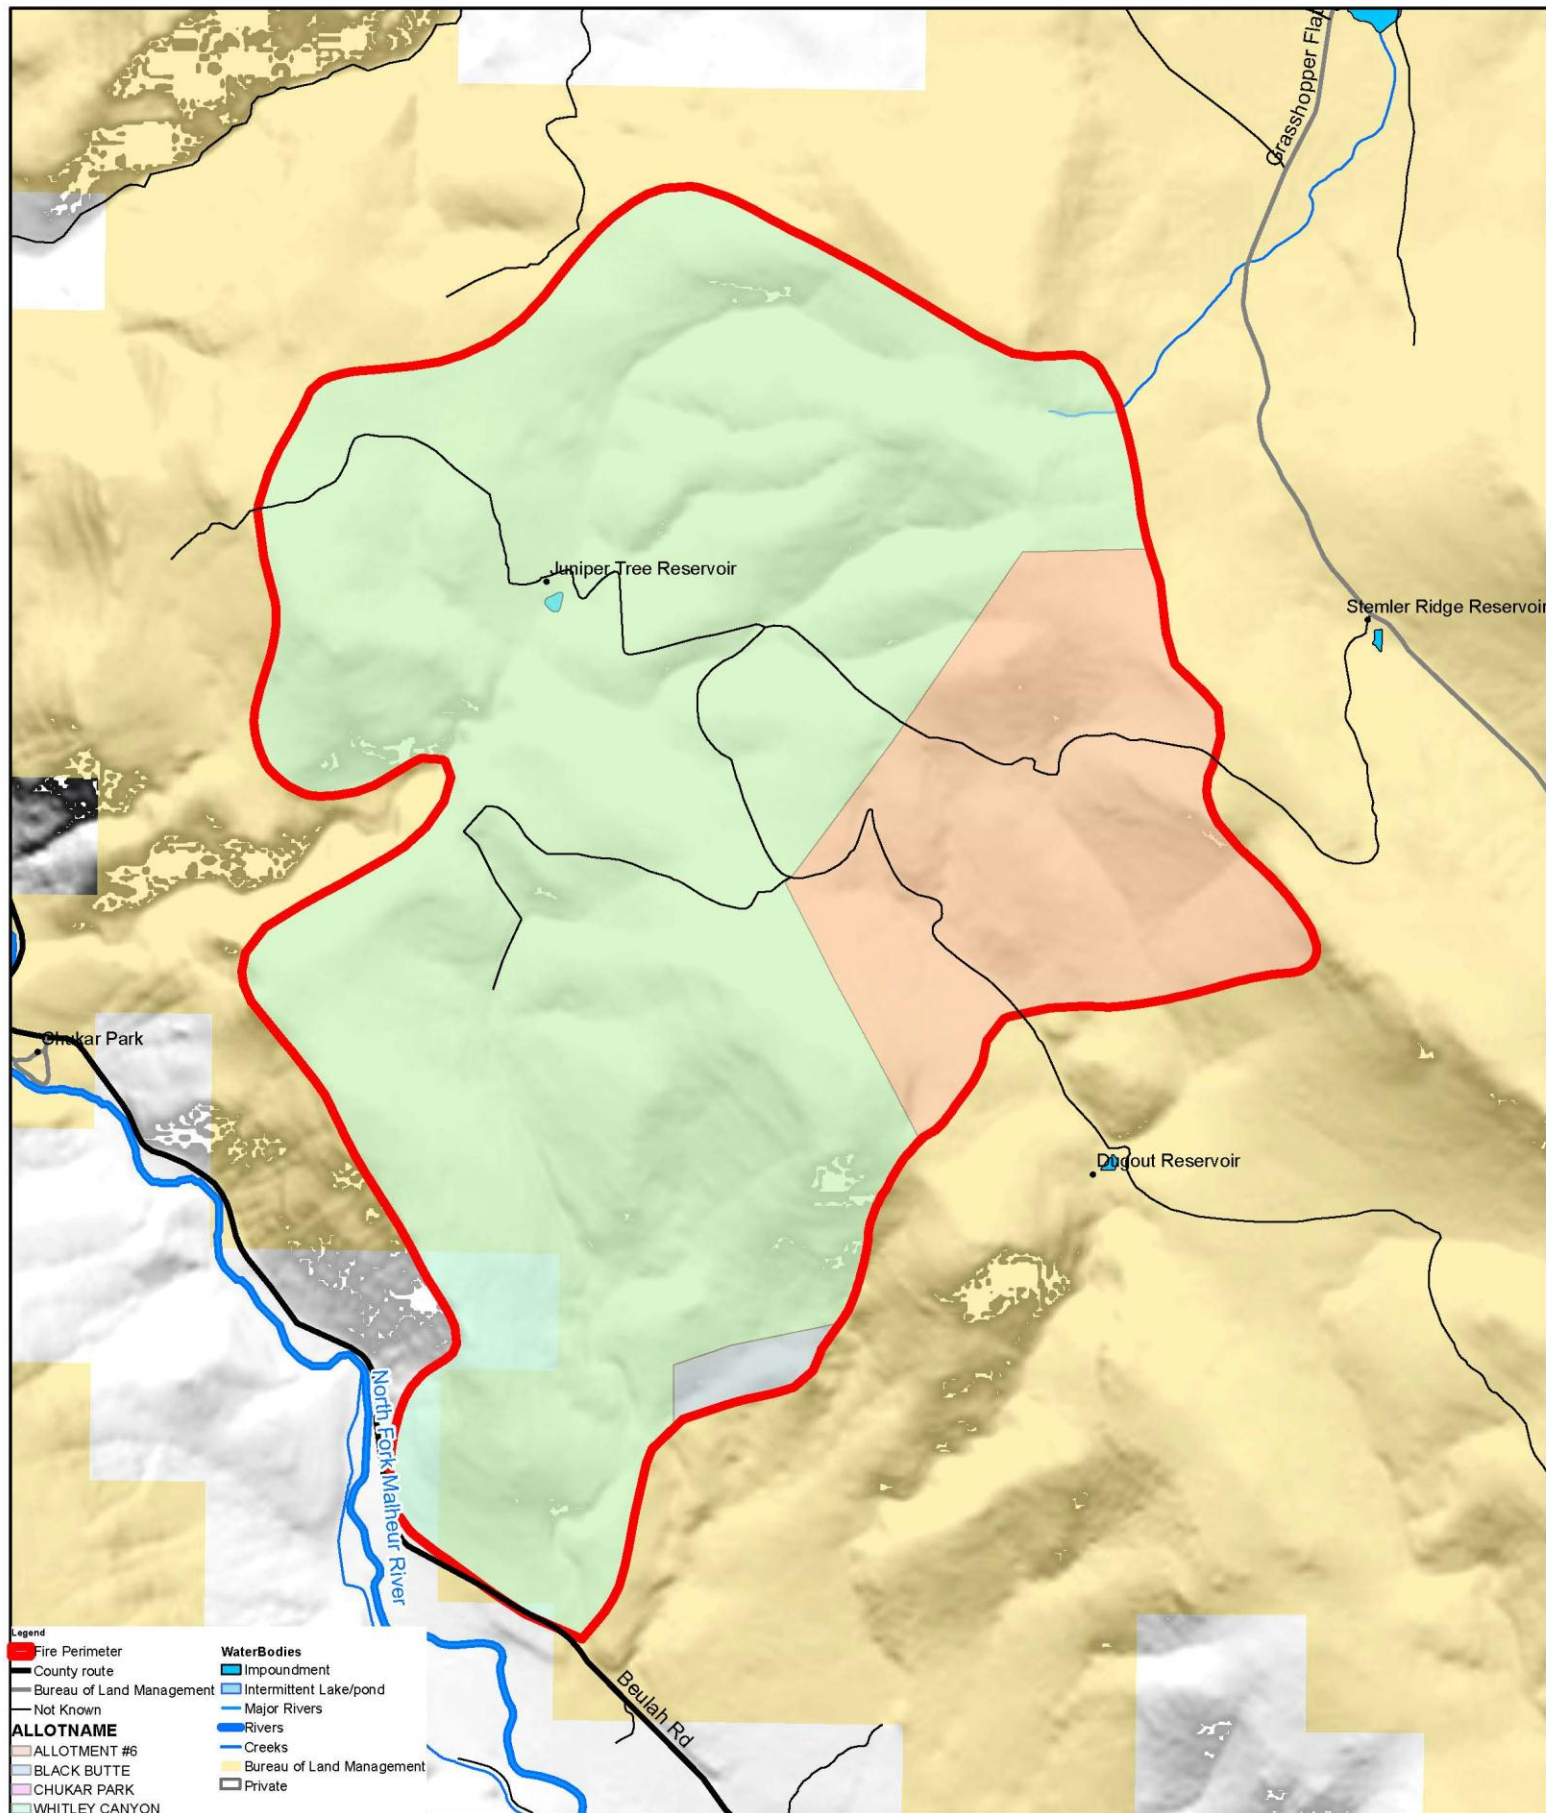 Grasshopper Flat
Juniper Tree Reservoir
Stemler Ridge Reservoir
Chukar Park
Dugout Reservoir
North Fork Malheur River
Beulah Rd
Legend
Fire Perimeter
County route
Bureau of Land Management
Not Known
ALLOTNAME
ALLOTMENT #6
BLACK BUTTE
CHUKAR PARK
WHITLEY CANYON
WaterBodies
Impoundment
Intermittent Lake/pond
Major Rivers
Rivers
Creeks
Bureau of Land Management
Private